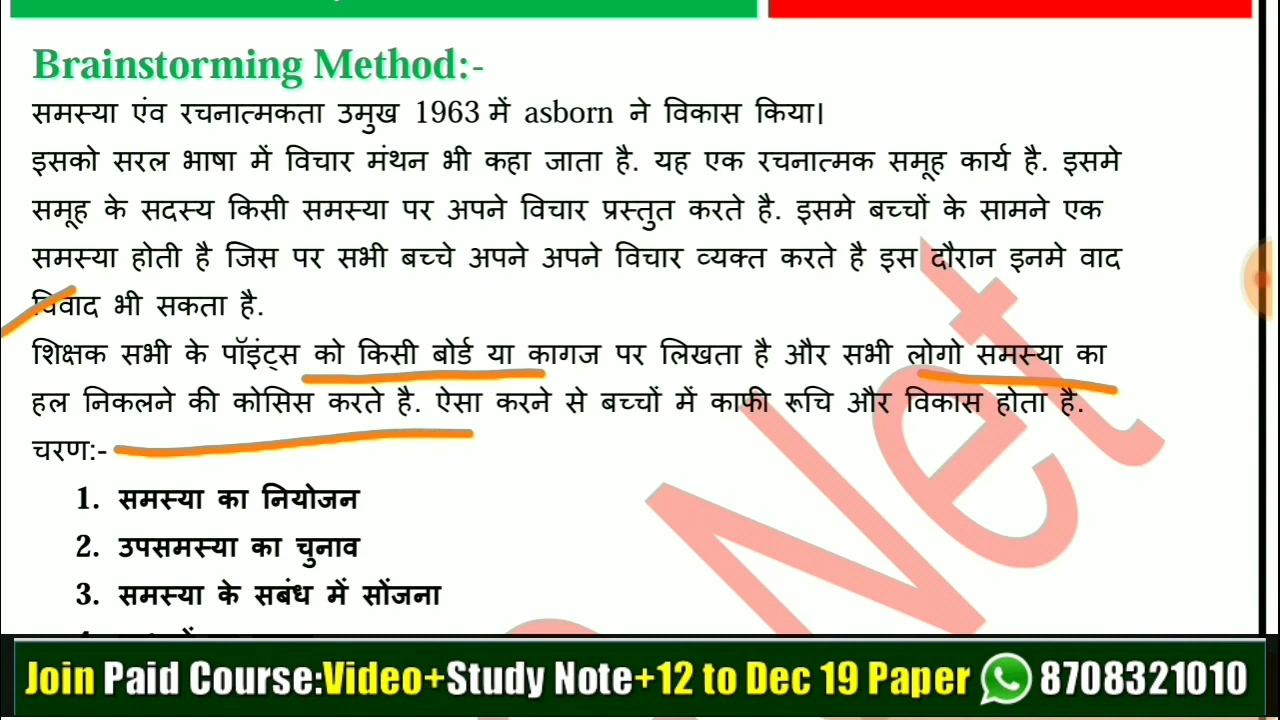 Brainstorming Method:-
समस्या एंव रचनात्मकता उमुख 1963 में asborn ने विकास किया।
इसको सरल भाषा में विचार मंथन भी कहा जाता है. यह एक रचनात्मक समूह कार्य है. इसमे
समूह के सदस्य किसी समस्या पर अपने विचार प्रस्तुत करते है. इसमे बच्चों के सामने एक
समस्या होती है जिस पर सभी बच्चे अपने अपने विचार व्यक्त करते है इस दौरान इनमे वाद
विवाद भी सकता है.
शिक्षक सभी के पॉइंट्स को किसी बोर्ड या कागज पर लिखता है और सभी लोगो समस्या का
हल निकलने की कोसिस करते है. ऐसा करने से बच्चों में काफी रूचि और विकास होता है.
चरण:-
1. समस्या का नियोजन
2. उपसमस्या का चुनाव
3. समस्या के सबंध में सोंजना
Net
Join Paid Course:Video+Study Note+12 to Dec 19 Paper 8708321010